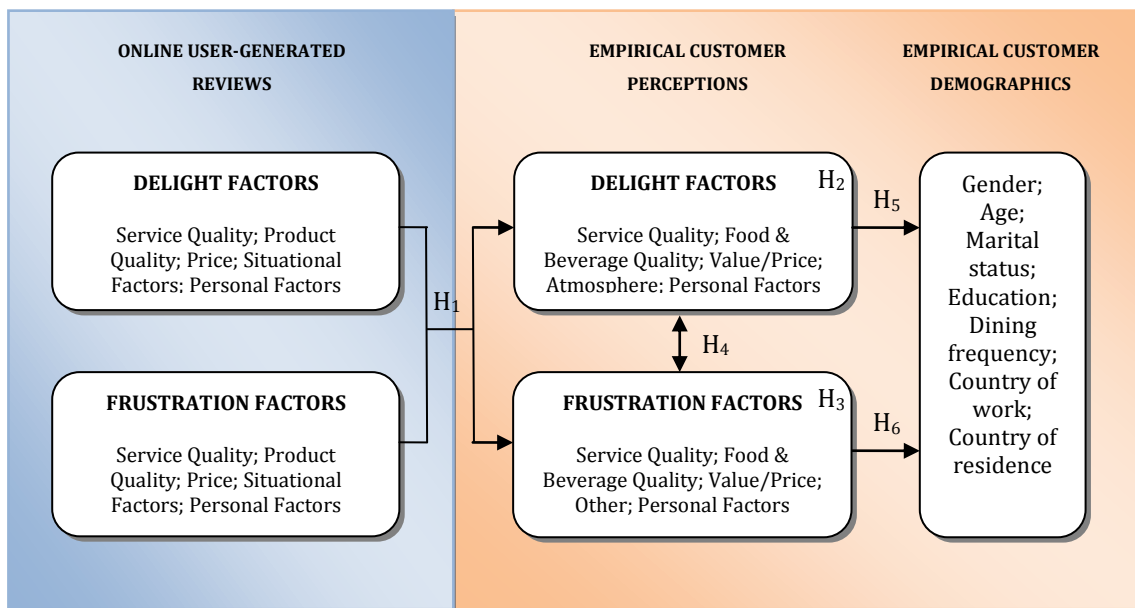 ONLINE USER-GENERATED
REVIEWS
EMPIRICAL CUSTOMER
PERCEPTIONS
EMPIRICAL CUSTOMER
DEMOGRAPHICS
DELIGHT FACTORS
Service Quality; Product
Quality; Price; Situational
Factors; Personal Factors
FRUSTRATION FACTORS
Service Quality; Product
Quality; Price; Situational
Factors; Personal Factors
H1
DELIGHT FACTORS
H2
Service Quality; Food &
Beverage Quality; Value/Price;
Atmosphere; Personal Factors
H4
FRUSTRATION FACTORS
H3
Service Quality; Food &
Beverage Quality; Value/Price;
Other; Personal Factors
H5
H6
Gender;
Age;
Marital
status;
Education;
Dining
frequency;
Country of
work;
Country of
residence